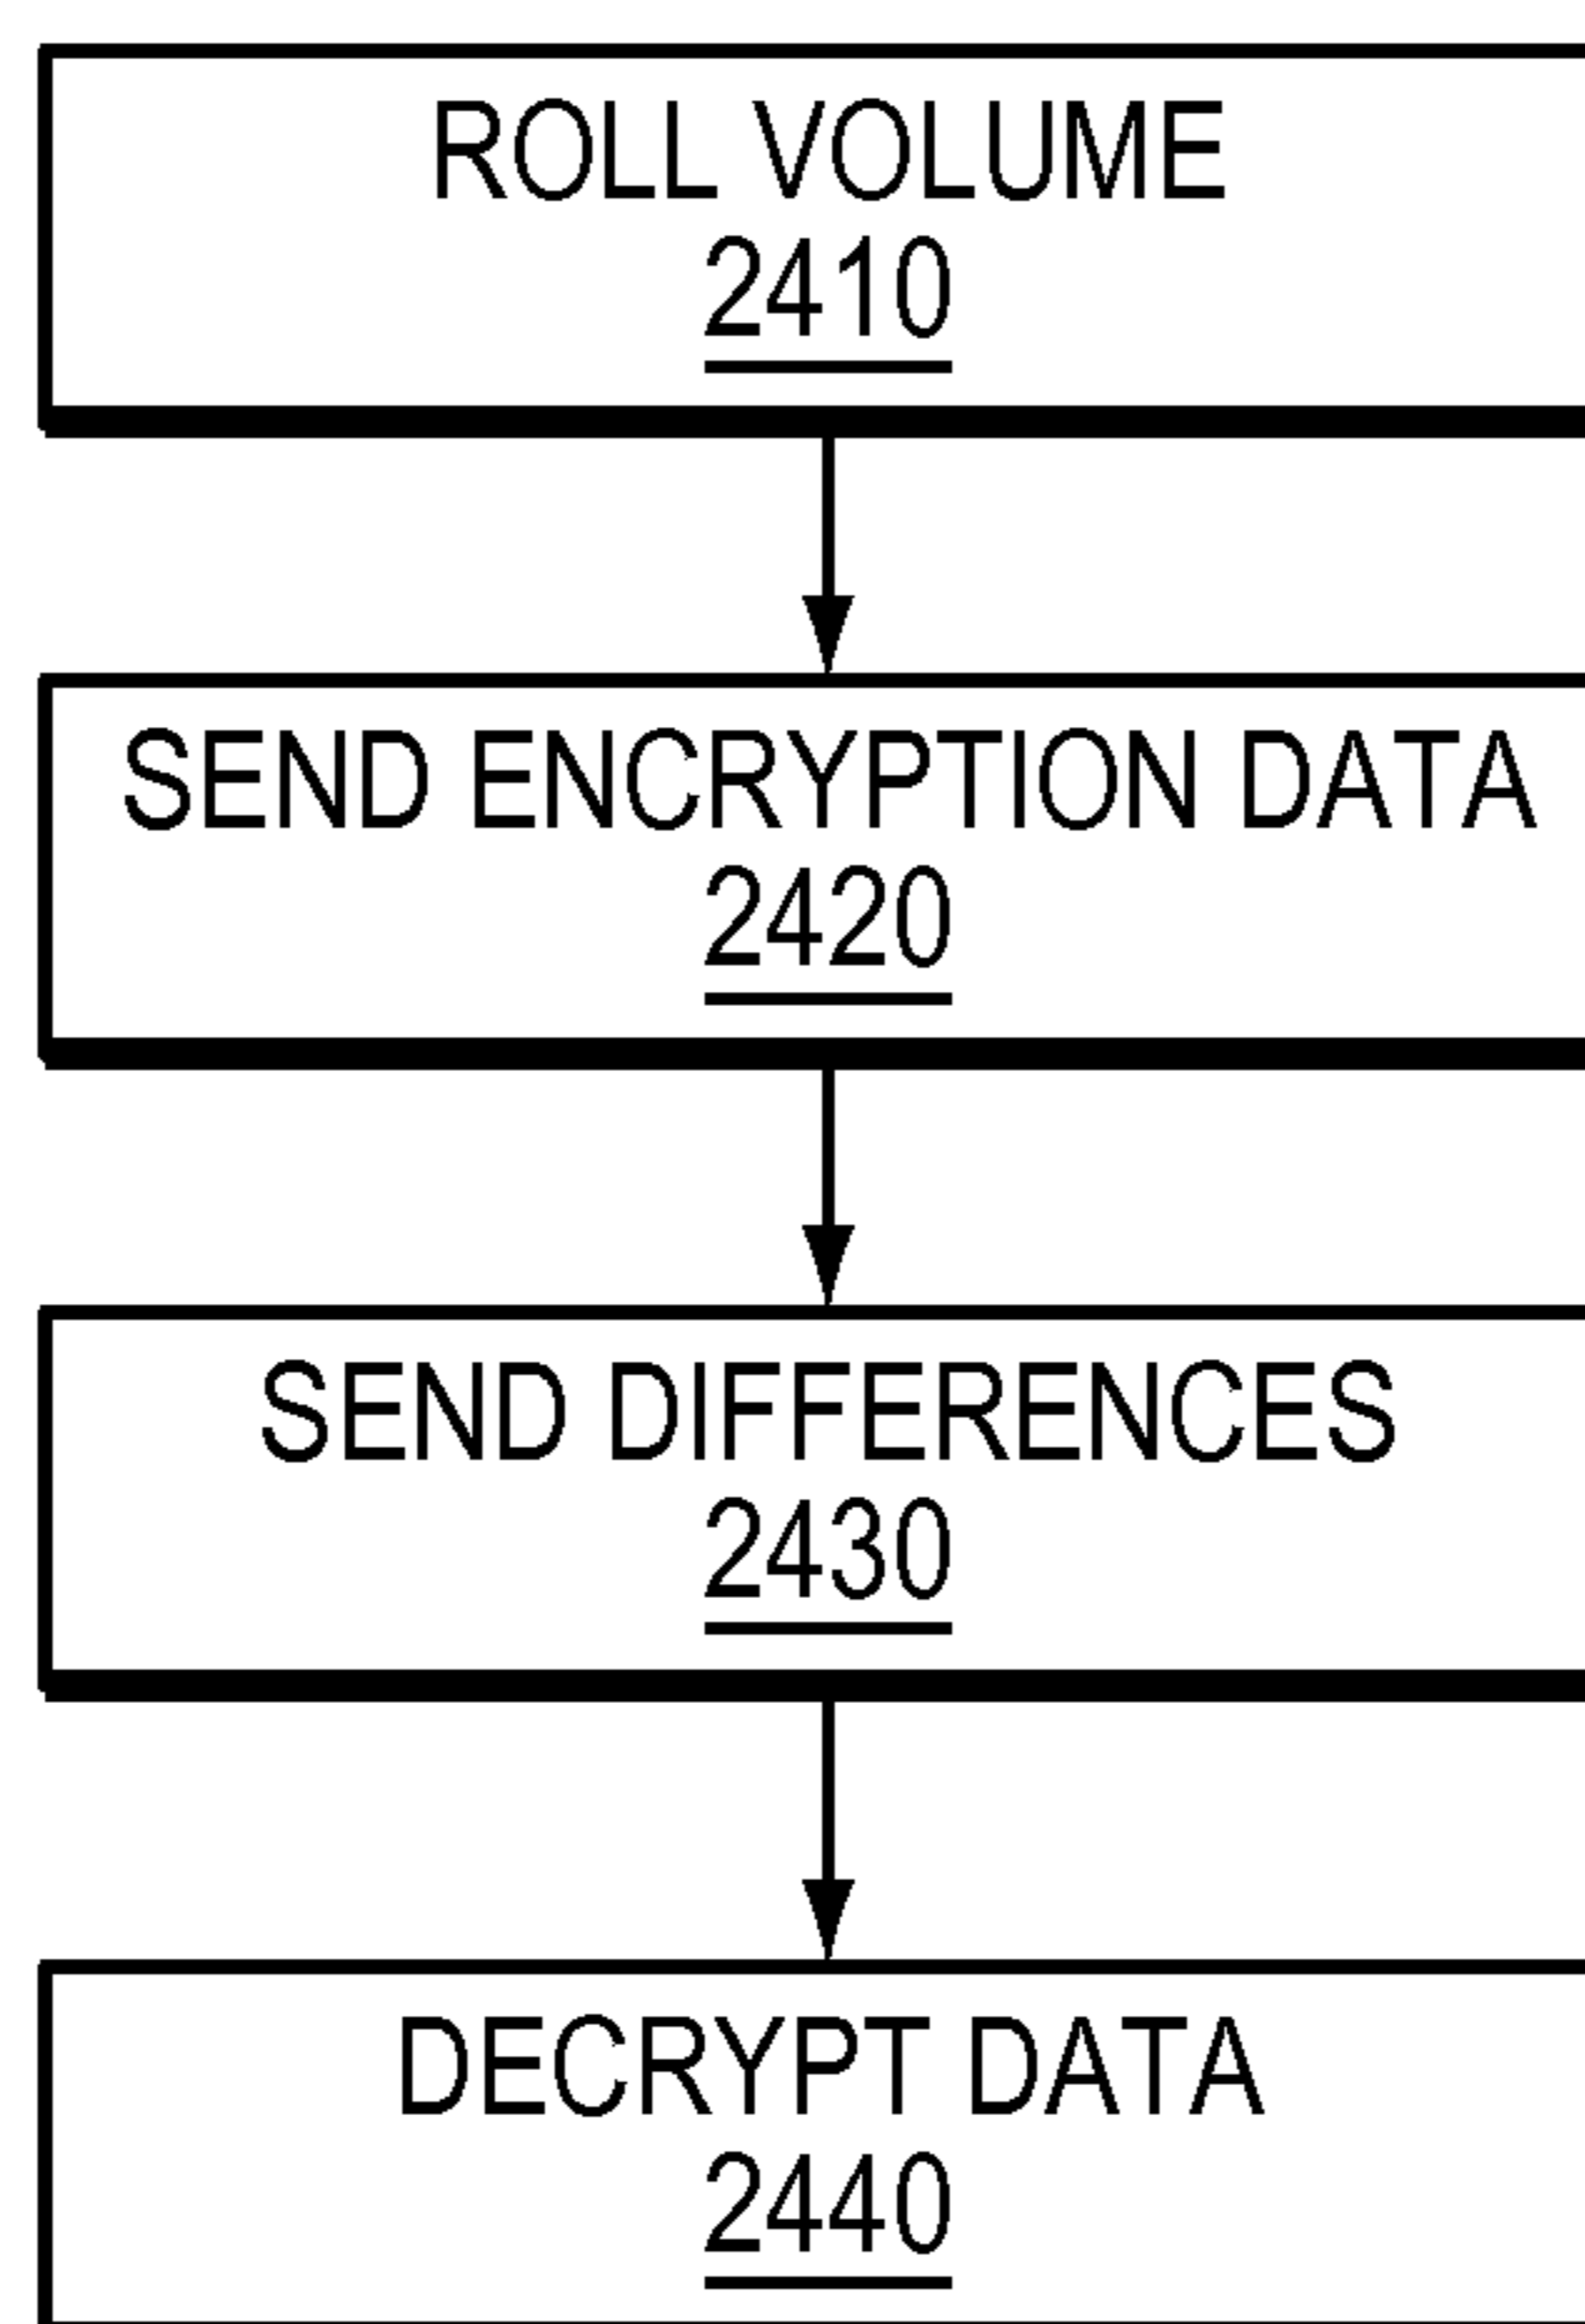 ROLL VOLUME
2410
SEND ENCRYPTION DATA
2420
SEND DIFFERENCES
2430
DECRYPT DATA
2440